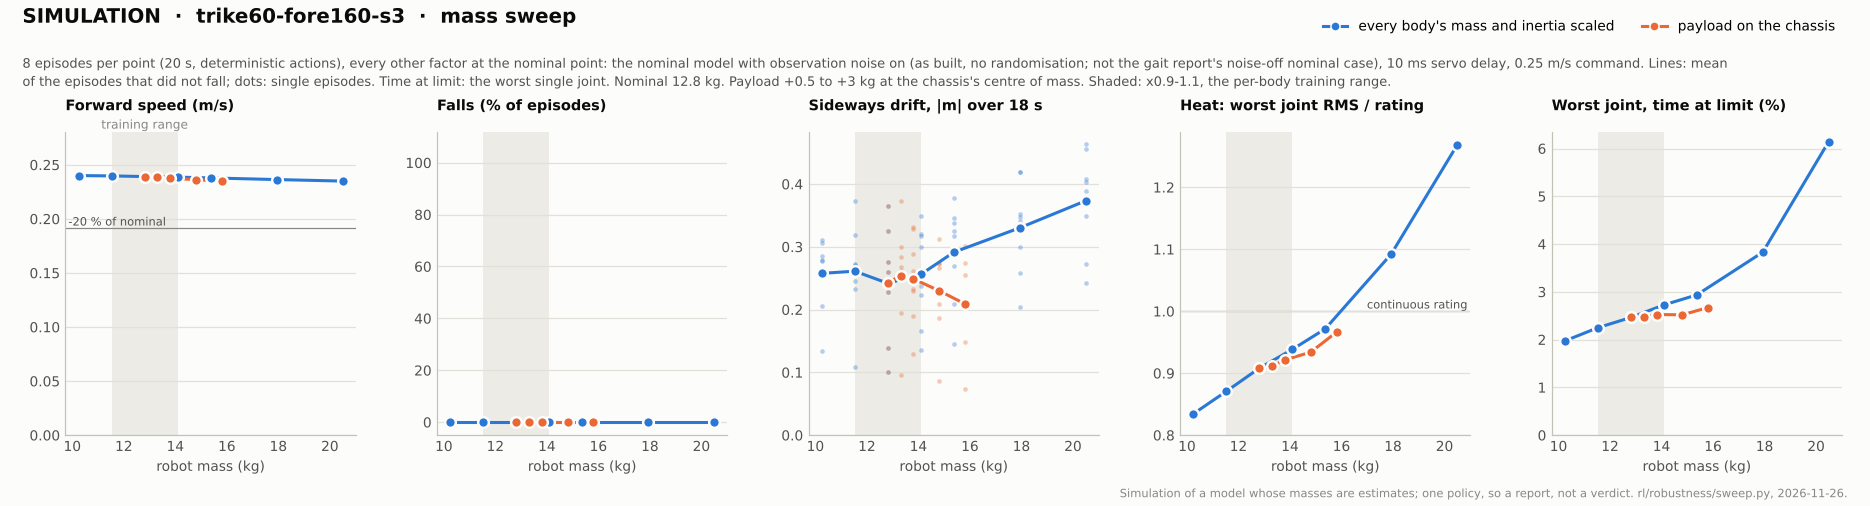 SIMULATION · trike60-fore160-s3 · mass sweep
every body's mass and inertia scaled
payload on the chassis
8 episodes per point (20 s, deterministic actions), every other factor at the nominal point: the nominal model with observation noise on (as built, no randomisation; not the gait report's noise-off nominal case), 10 ms servo delay, 0.25 m/s command. Lines: mean
of the episodes that did not fall; dots: single episodes. Time at limit: the worst single joint. Nominal 12.8 kg. Payload +0.5 to +3 kg at the chassis's centre of mass. Shaded: x0.9-1.1, the per-body training range.
Forward speed (m/s)
training range
0.25
0.20
0.15
0.10
0.05
0.00
-20 % of nominal
10 12 14 16 18 20
robot mass (kg)
Falls (% of episodes)
100
80
60
40
20
0
10 12 14 16 18 20
robot mass (kg)
Sideways drift, |m| over 18 s
0.4
0.3
0.2
0.1
0.0
10 12 14 16 18 20
robot mass (kg)
Heat: worst joint RMS / rating
1.2
1.1
1.0
0.9
0.8
continuous rating
10 12 14 16 18 20
robot mass (kg)
Worst joint, time at limit (%)
6
5
4
3
2
1
0
10 12 14 16 18 20
robot mass (kg)
Simulation of a model whose masses are estimates; one policy, so a report, not a verdict. rl/robustness/sweep.py, 2026-11-26.